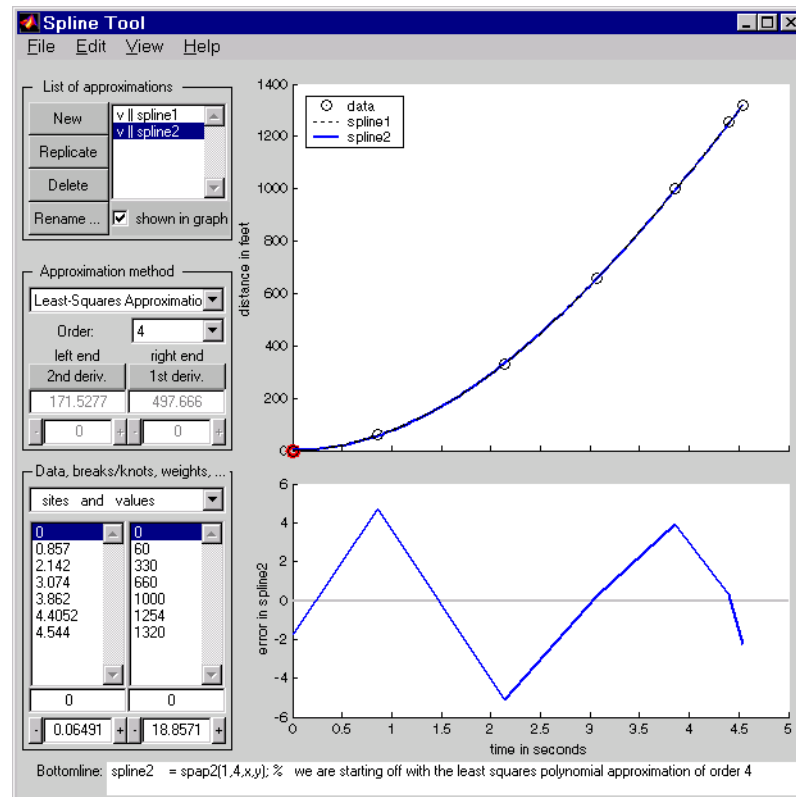 Spline Tool
File Edit View Help
List of approximations
New
Replicate
Delete
Rename ...
v || spline1
v || spline2
shown in graph
Approximation method
Least-Squares Approximatio
Order:
4
left end right end
2nd deriv. 1st deriv.
171.5277 497.666
- 0 + - 0 +
Data, breaks/knots, weights, ...
sites and values
0 0
0.857 60
2.142 330
3.074 660
3.862 1000
4.4052 1254
4.544 1320
0 0
- 0.06491 + - 18.8571 +
1400
1200
1000
800
600
400
200
0
distance in feet
data
spline1
spline2
6
4
2
0
-2
-4
-6
error in spline2
0 0.5 1 1.5 2 2.5 3 3.5 4 4.5 5
time in seconds
Bottomline: spline2 = spap2(1,4,x,y); % we are starting off with the least squares polynomial approximation of order 4